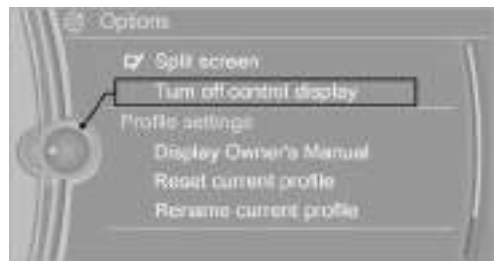 Options
Split screen
Turn off control display
Profile settings
Display Owner's Manual
Reset current profile
Rename current profile